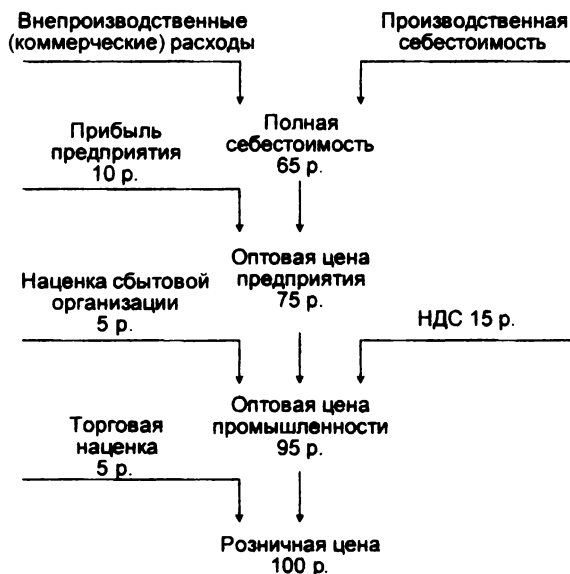 Внепроизводственные
(коммерческие) расходы
Производственная
себестоимость
Полная
себестоимость
65 р.
Прибыль
предприятия
10 р.
Оптовая цена
предприятия
75 р.
Наценка сбытовой
организации
5 р.
НДС 15 р.
Оптовая цена
промышленности
95 р.
Торговая
наценка
5 р.
Розничная цена
100 р.